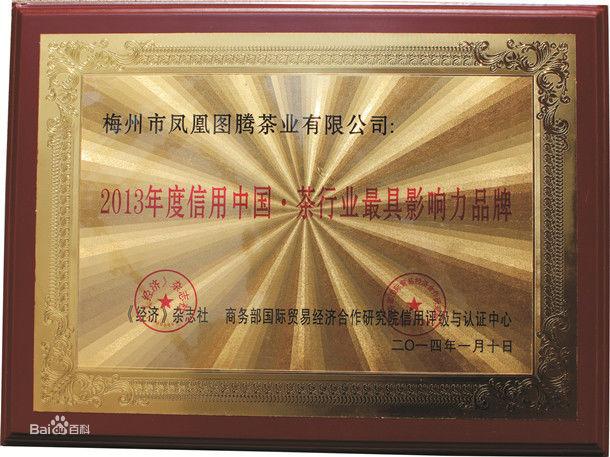 梅州市凤凰图腾茶业有限公司:
2013年度信用中国·茶行业最具影响力品牌
《经济》杂志社 商务部国际贸易经济合作研究院信用评级与认证中心
二〇一四年一月十日
Bai百科